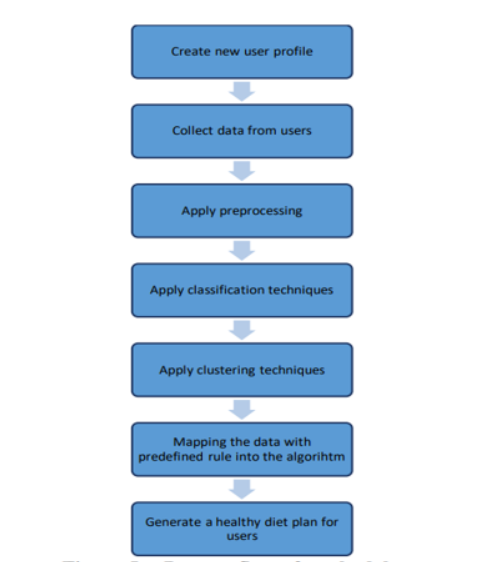 Create new user profile
Collect data from users
Apply preprocessing
Apply classification techniques
Apply clustering techniques
Mapping the data with
predefined rule into the algorihtm
Generate a healthy diet plan for
users